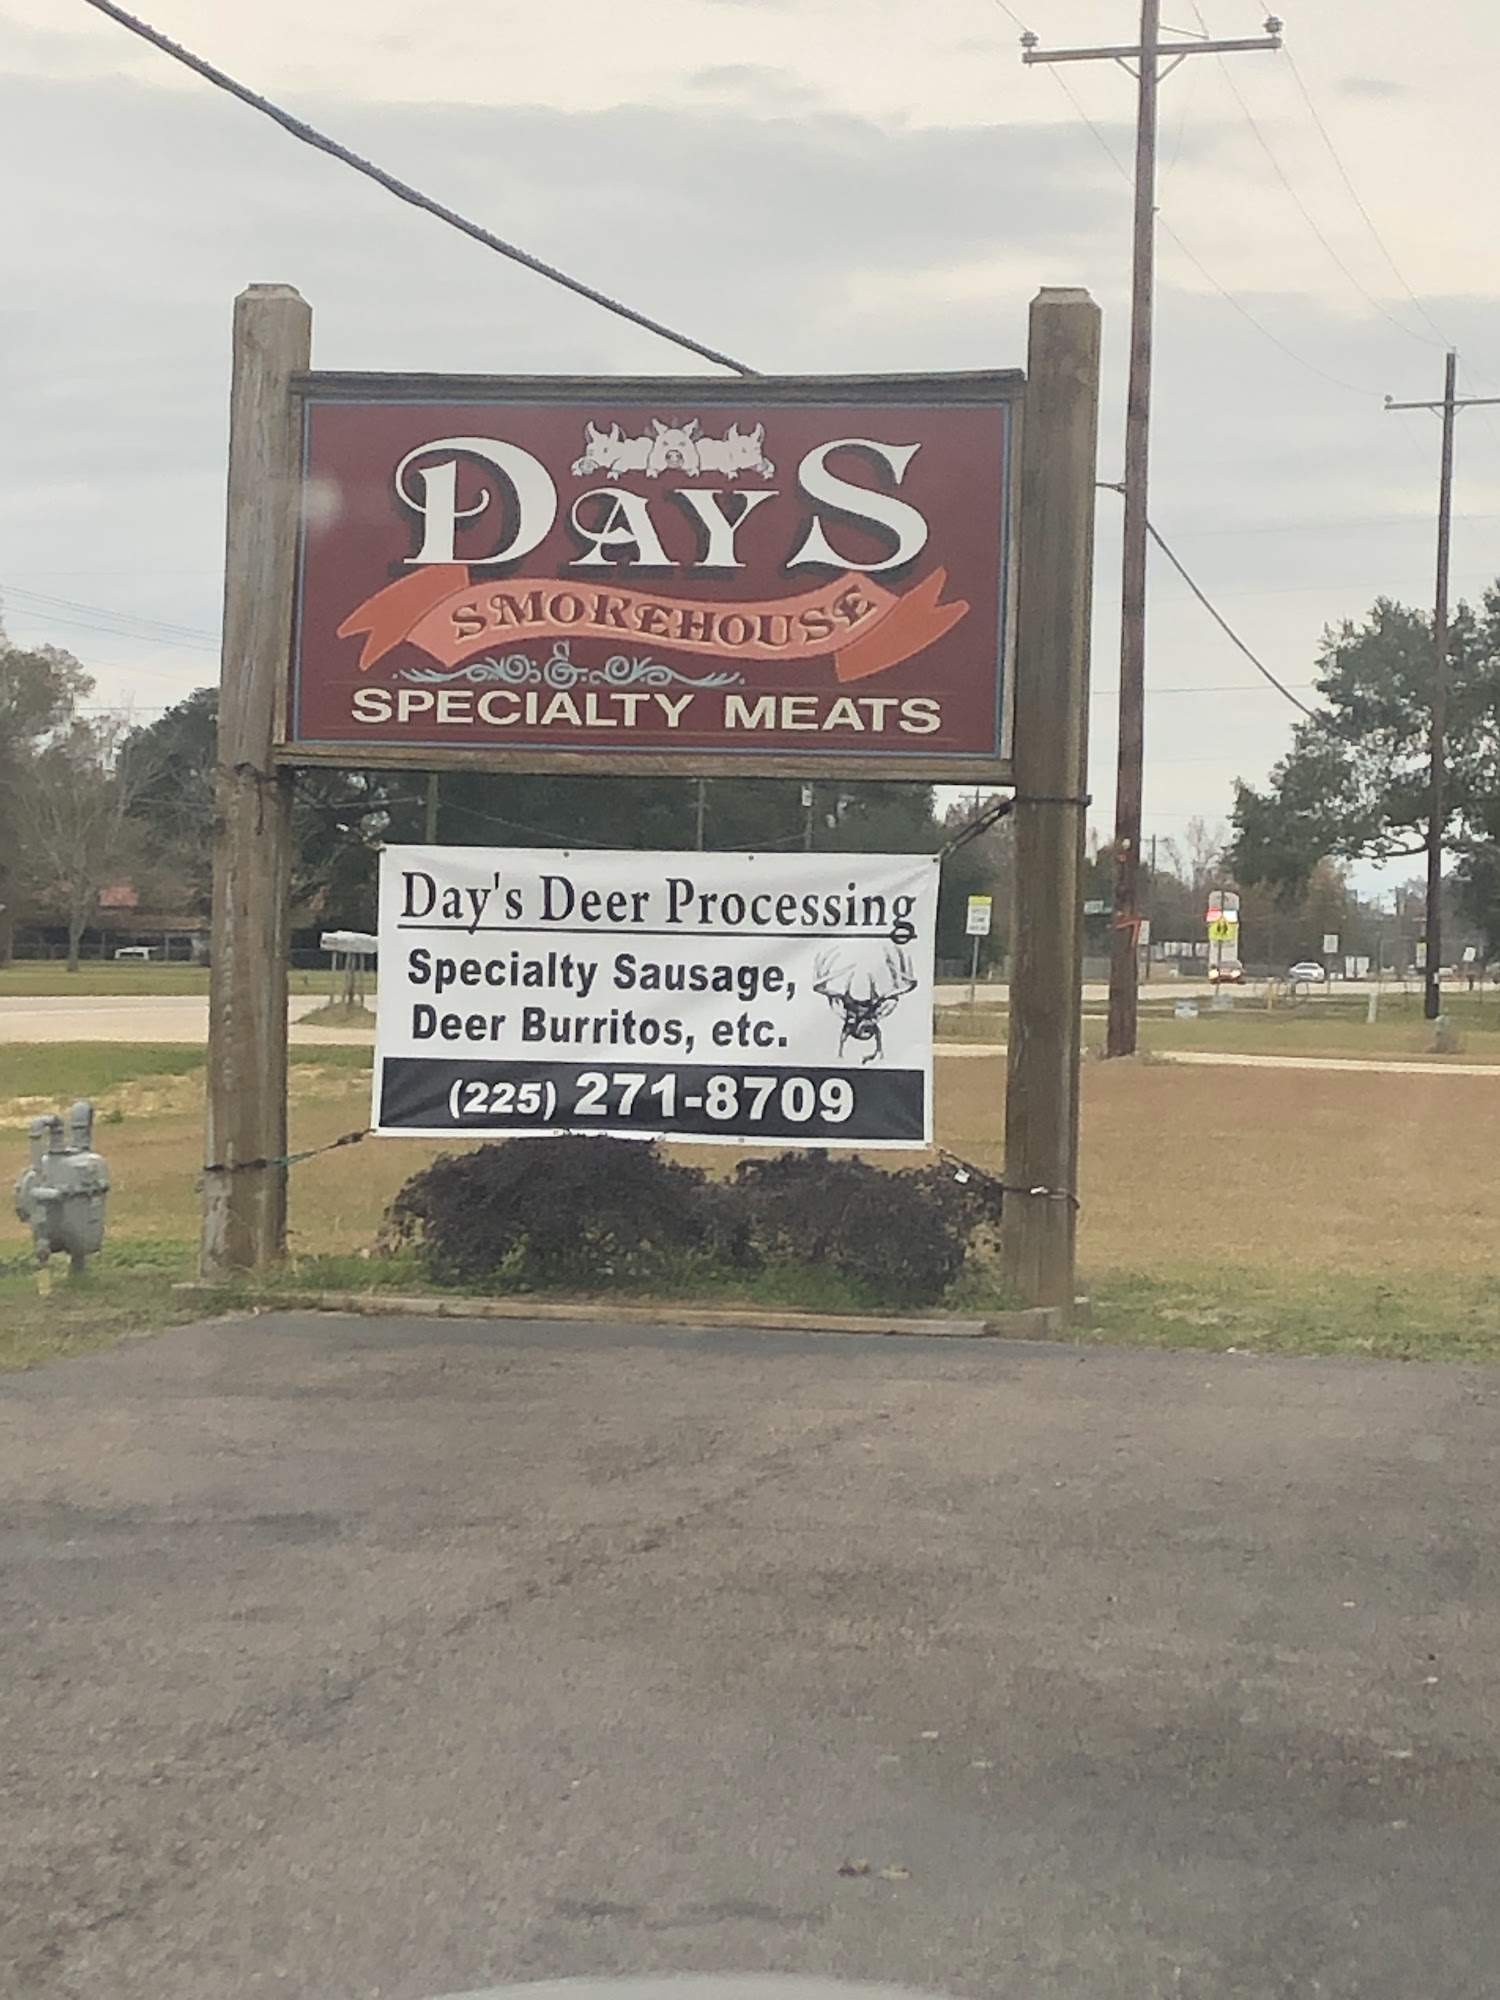 DAYS
SMOKEHOUSE
&
SPECIALTY MEATS
Day's Deer Processing
Specialty Sausage,
Deer Burritos, etc.
(225) 271-8709